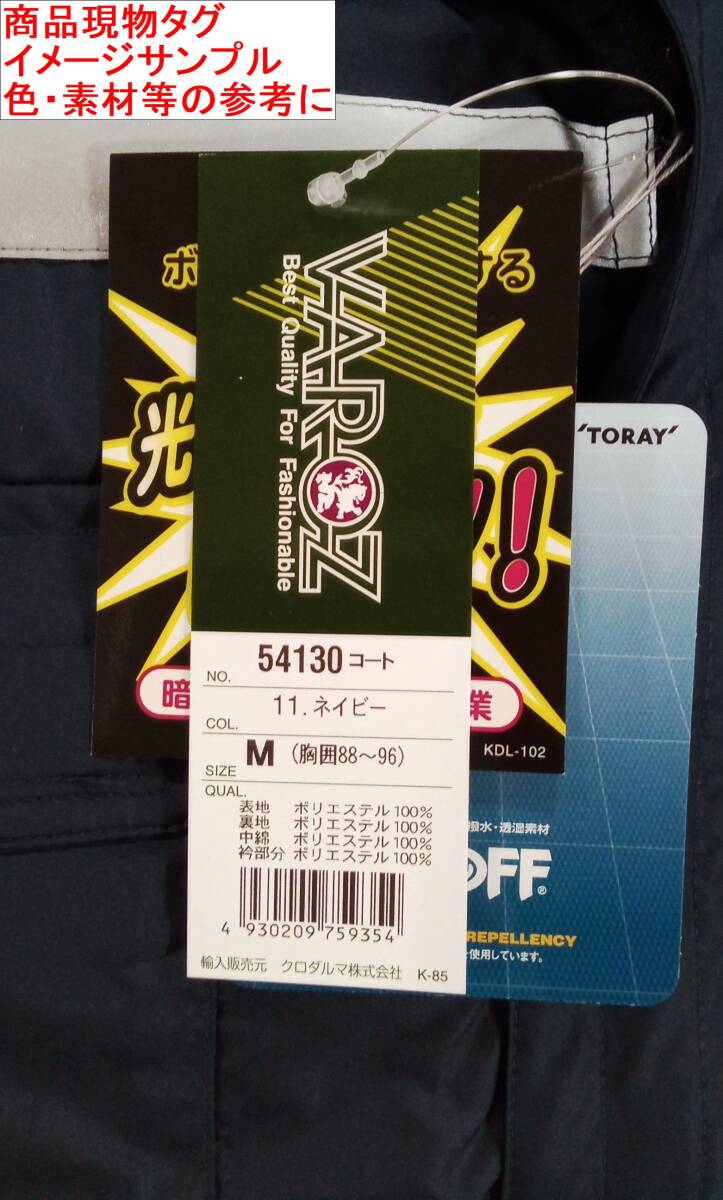 商品現物タグ
イメージサンプル
色・素材等の参考に
ボ
する
VAROZ
Best Quality For Fashionable
光
!!
'TORAY'
NO. 54130 コート
COL. 11. ネイビー
SIZE M (胸囲88～96)
QUAL.
表地 ポリエステル 100%
裏地 ポリエステル 100%
中綿 ポリエステル 100%
衿部分 ポリエステル 100%
4 930209 759354
輸入販売元 クロダルマ株式会社 K-85
暗
業
KDL-102
撥水・透湿素材
OFF®
REPELLENCY
を使用しています。